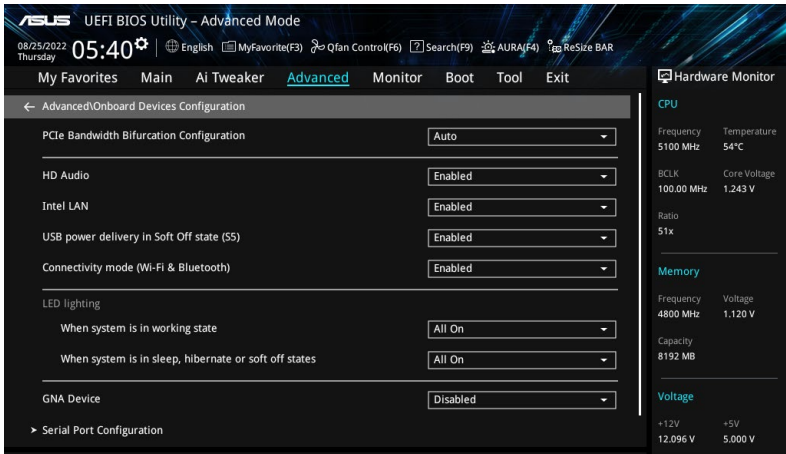 ASUS UEFI BIOS Utility – Advanced Mode
08/25/2022 Thursday 05:40 English MyFavorite(F3) Qfan Control(F6) ? Search(F9) AURA(F4) ReSize BAR
My Favorites Main Ai Tweaker Advanced Monitor Boot Tool Exit
Hardware Monitor
← Advanced\Onboard Devices Configuration
PCIe Bandwidth Bifurcation Configuration Auto
HD Audio Enabled
Intel LAN Enabled
USB power delivery in Soft Off state (S5) Enabled
Connectivity mode (Wi-Fi & Bluetooth) Enabled
LED lighting
When system is in working state All On
When system is in sleep, hibernate or soft off states All On
GNA Device Disabled
Serial Port Configuration
CPU
Frequency Temperature
5100 MHz 54°C
BCLK Core Voltage
100.00 MHz 1.243 V
Ratio
51x
Memory
Frequency Voltage
4800 MHz 1.120 V
Capacity
8192 MB
Voltage
+12V +5V
12.096 V 5.000 V